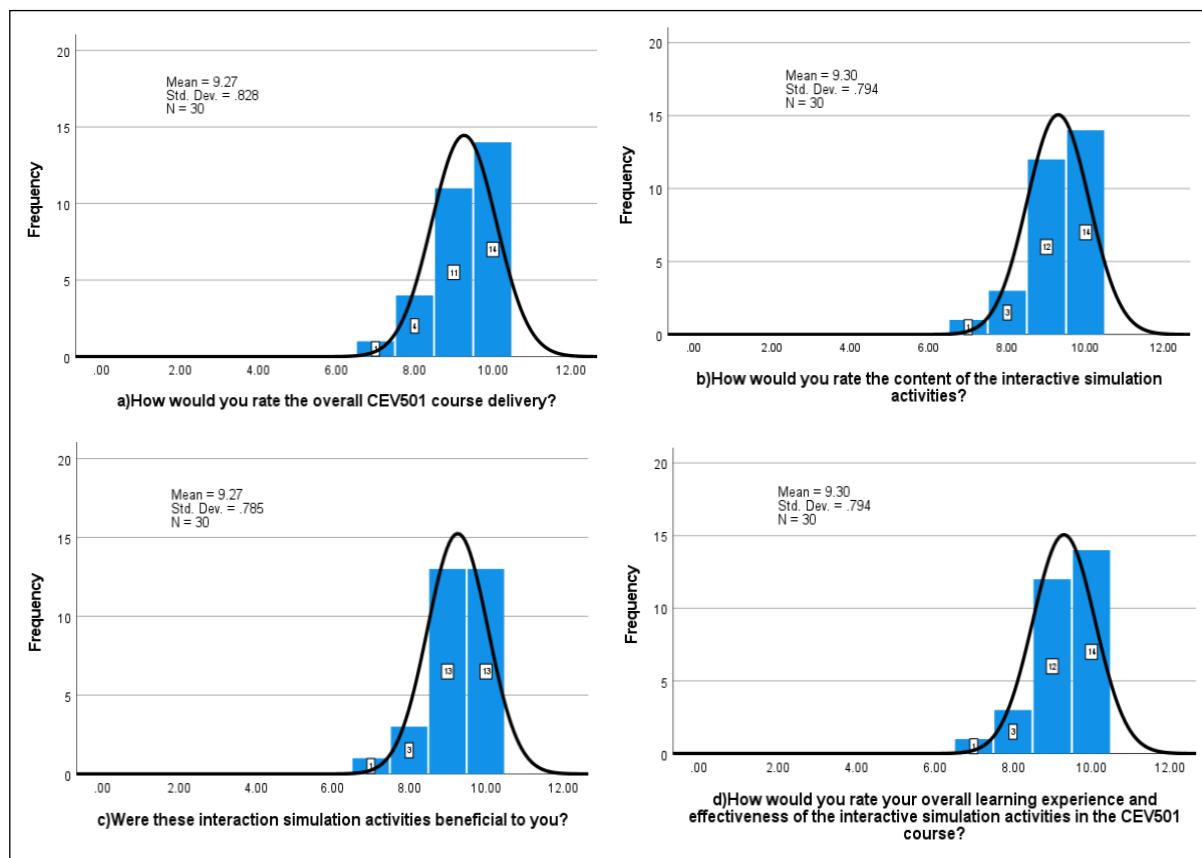 20
15
10
5
0
Frequency
Mean = 9.27
Std. Dev. = .828
N = 30
1
4
11
14
.00 2.00 4.00 6.00 8.00 10.00 12.00
a)How would you rate the overall CEV501 course delivery?
20
15
10
5
0
Frequency
Mean = 9.30
Std. Dev. = .794
N = 30
1
3
12
14
.00 2.00 4.00 6.00 8.00 10.00 12.00
b)How would you rate the content of the interactive simulation
activities?
20
15
10
5
0
Frequency
Mean = 9.27
Std. Dev. = .785
N = 30
1
3
13
13
.00 2.00 4.00 6.00 8.00 10.00 12.00
c)Were these interaction simulation activities beneficial to you?
20
15
10
5
0
Frequency
Mean = 9.30
Std. Dev. = .794
N = 30
1
3
12
14
.00 2.00 4.00 6.00 8.00 10.00 12.00
d)How would you rate your overall learning experience and
effectiveness of the interactive simulation activities in the CEV501
course?